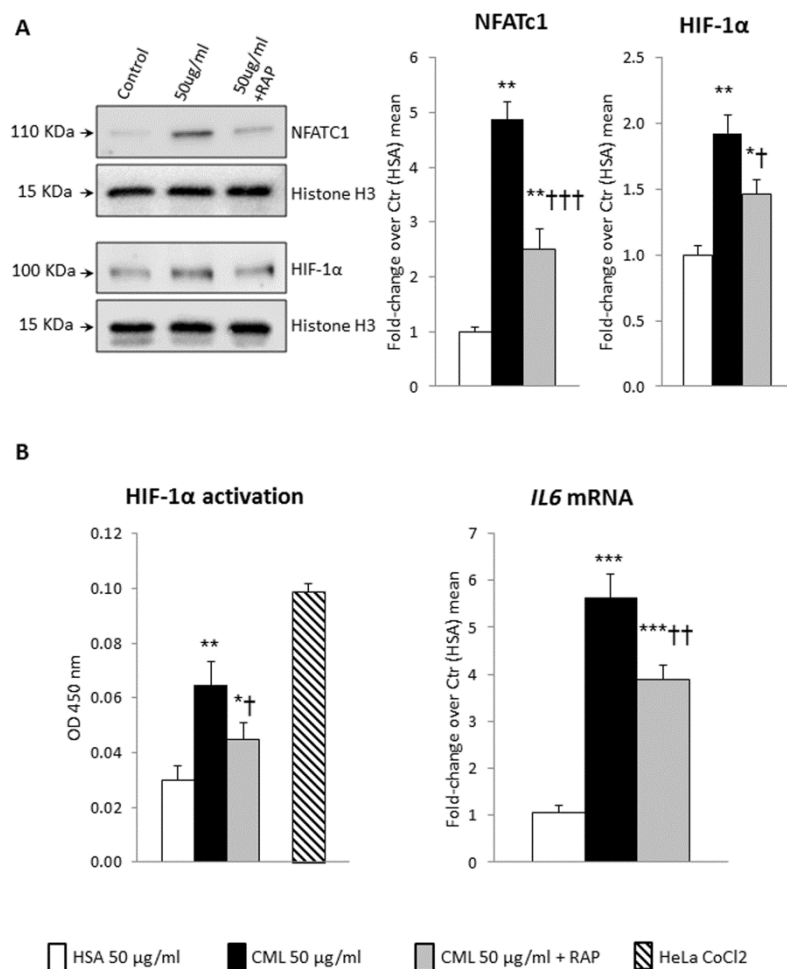 A
Control
50ug/ml
50ug/ml
+RAP
110 KDa
NFATC1
15 KDa
Histone H3
100 KDa
HIF-1α
15 KDa
Histone H3
NFATc1
Fold-change over Ctr (HSA) mean
6
5
4
3
2
1
0
**
**†††
HIF-1α
Fold-change over Ctr (HSA) mean
2.5
2.0
1.5
1.0
0.5
0.0
**
*†
B
HIF-1α activation
OD 450 nm
0.12
0.10
0.08
0.06
0.04
0.02
0.00
**
*†
IL6 mRNA
Fold-change over Ctr (HSA) mean
7
6
5
4
3
2
1
0
***
***††
HSA 50 µg/ml
CML 50 µg/ml
CML 50 µg/ml + RAP
HeLa CoCl2